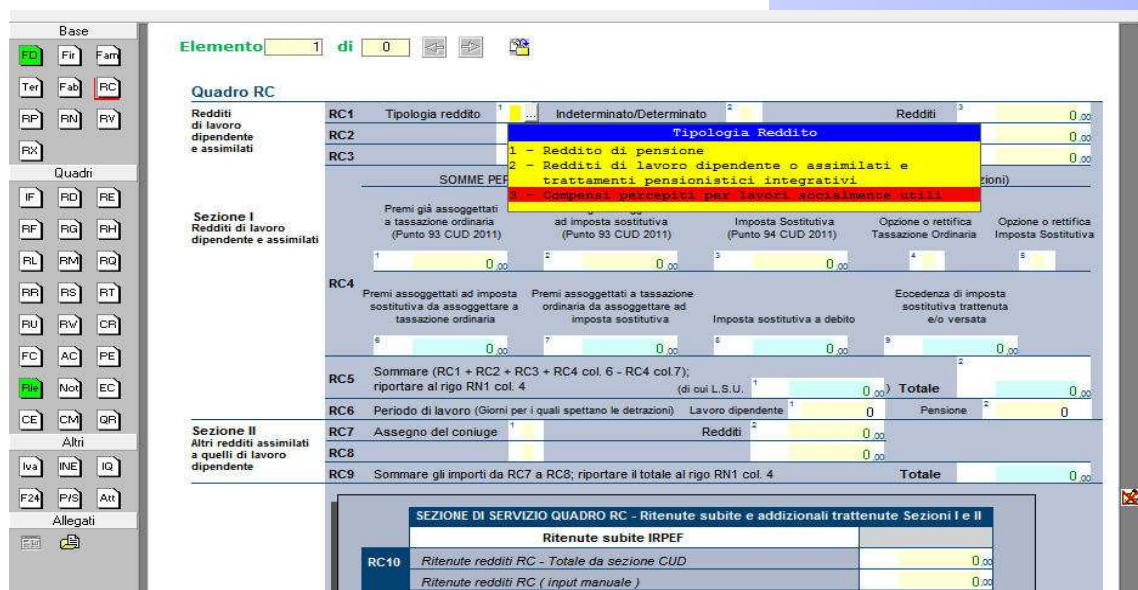 Base
FD Fir Fam
Ter Fab RC
RP RN RV
RX
Quadri
IF RD RE
RF RG RH
RL RM RQ
RR RS RT
RU RW CR
FC AC PE
Rie Not EC
CE CM QR
Altri
Iva INE IQ
F24 P/S Att
Allegati
Elemento 1 di 0
Quadro RC
Redditi
di lavoro
dipendente
e assimilati
RC1 Tipologia reddito 1 ... Indeterminato/Determinato 2 Redditi 3 0,00
RC2 0,00
RC3 0,00
Tipologia Reddito
1 - Reddito di pensione
2 - Redditi di lavoro dipendente o assimilati e
trattamenti pensionistici integrativi
3 - Compensi percepiti per lavori socialmente utili
SOMME PER
zioni)
Sezione I
Redditi di lavoro
dipendente e assimilati
RC4
Premi già assoggettati
a tassazione ordinaria
(Punto 93 CUD 2011)
ad imposta sostitutiva
(Punto 93 CUD 2011)
Imposta Sostitutiva
(Punto 94 CUD 2011)
Opzione o rettifica
Tassazione Ordinaria
Opzione o rettifica
Imposta Sostitutiva
1 0,00 2 0,00 3 0,00 4 5
Premi assoggettati ad imposta
sostitutiva da assoggettare a
tassazione ordinaria
Premi assoggettati a tassazione
ordinaria da assoggettare ad
imposta sostitutiva
Imposta sostitutiva a debito
Eccedenza di imposta
sostitutiva trattenuta
e/o versata
6 0,00 7 0,00 8 0,00 9 0,00
RC5 Sommare (RC1 + RC2 + RC3 + RC4 col. 6 - RC4 col.7);
riportare al rigo RN1 col. 4 (di cui L.S.U. 1 0,00 ) Totale 2 0,00
RC6 Periodo di lavoro (Giorni per i quali spettano le detrazioni) Lavoro dipendente 1 0 Pensione 2 0
Sezione II
Altri redditi assimilati
a quelli di lavoro
dipendente
RC7 Assegno del coniuge 1 Redditi 2 0,00
RC8 0,00
RC9 Sommare gli importi da RC7 a RC8; riportare il totale al rigo RN1 col. 4 Totale 0,00
SEZIONE DI SERVIZIO QUADRO RC - Ritenute subite e addizionali trattenute Sezioni I e II
Ritenute subite IRPEF
RC10 Ritenute redditi RC - Totale da sezione CUD 0,00
Ritenute redditi RC ( input manuale ) 0,00